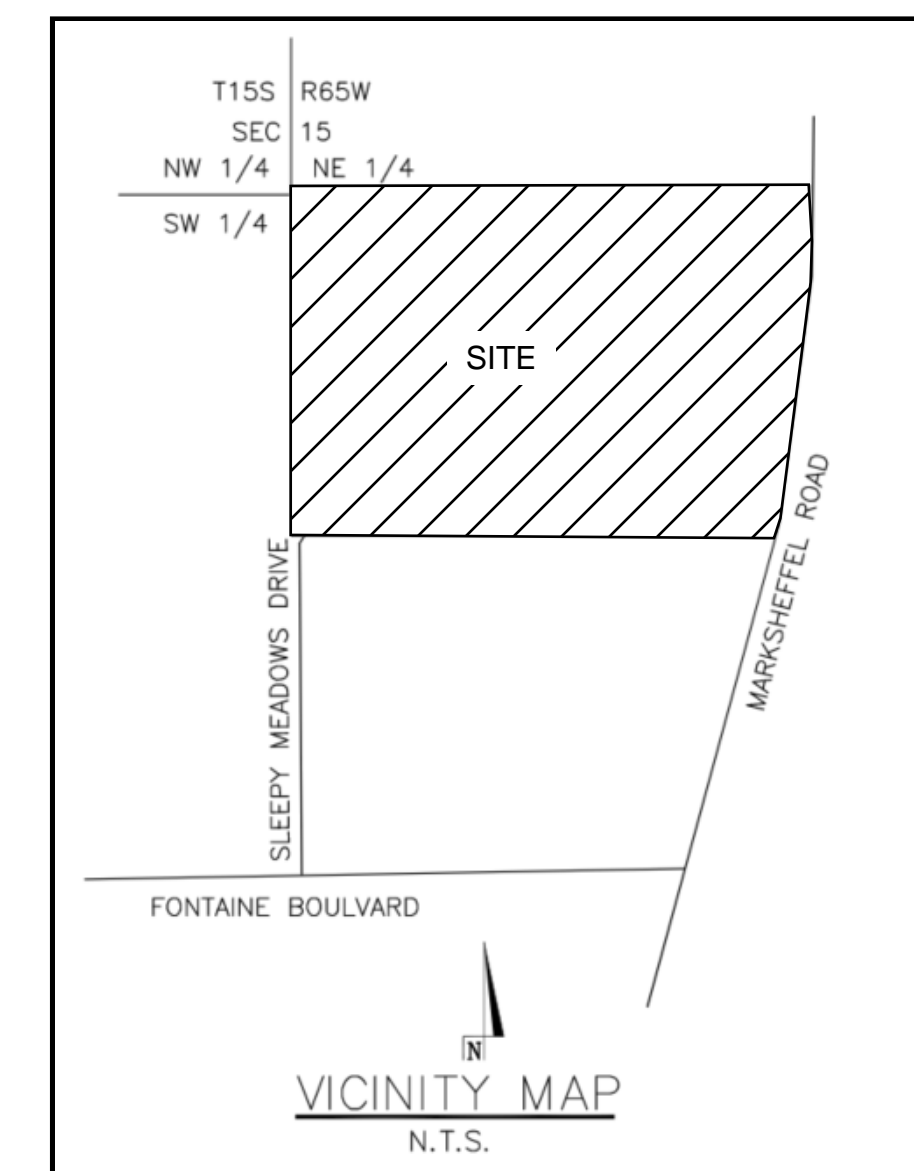 T15S R65W
SEC 15
NW 1/4 NE 1/4
SW 1/4
SITE
MARKSHEFFEL ROAD
SLEEPY MEADOWS DRIVE
FONTAINE BOULVARD
N
VICINITY MAP
N.T.S.